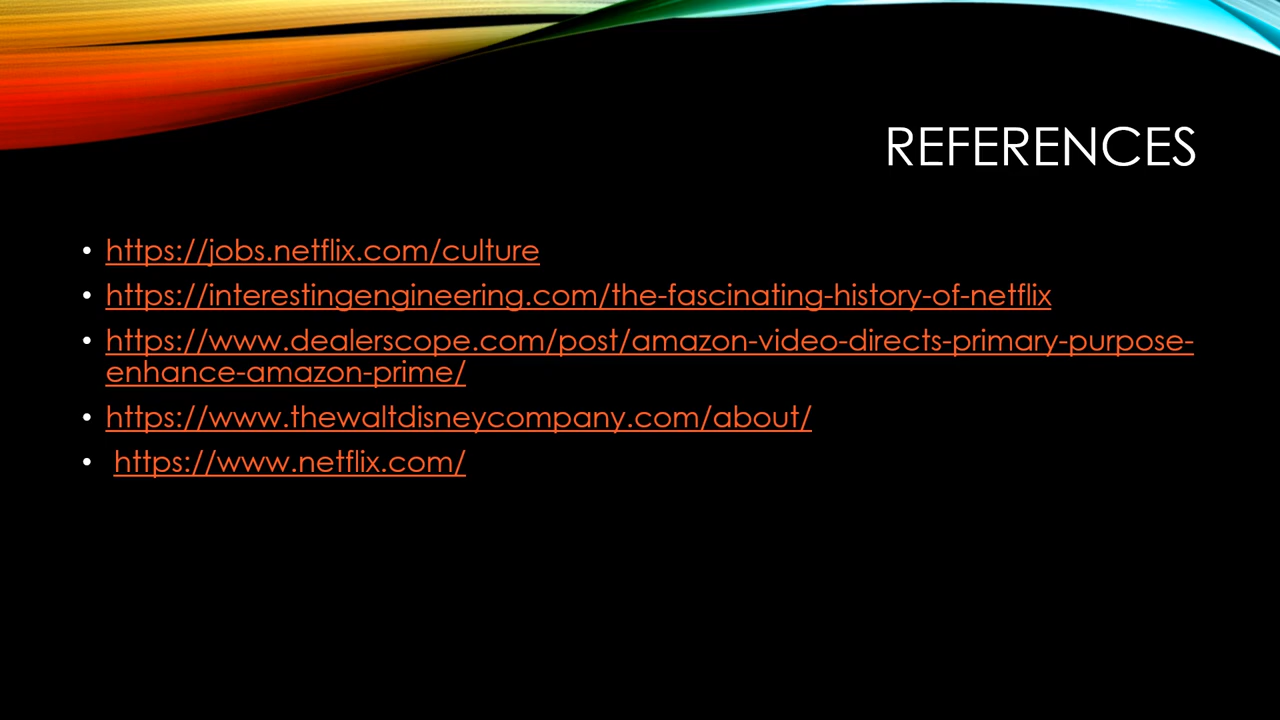 REFERENCES
• https://jobs.netflix.com/culture
• https://interestingengineering.com/the-fascinating-history-of-netflix
• https://www.dealerscope.com/post/amazon-video-directs-primary-purpose-
enhance-amazon-prime/
• https://www.thewaltdisneycompany.com/about/
• https://www.netflix.com/